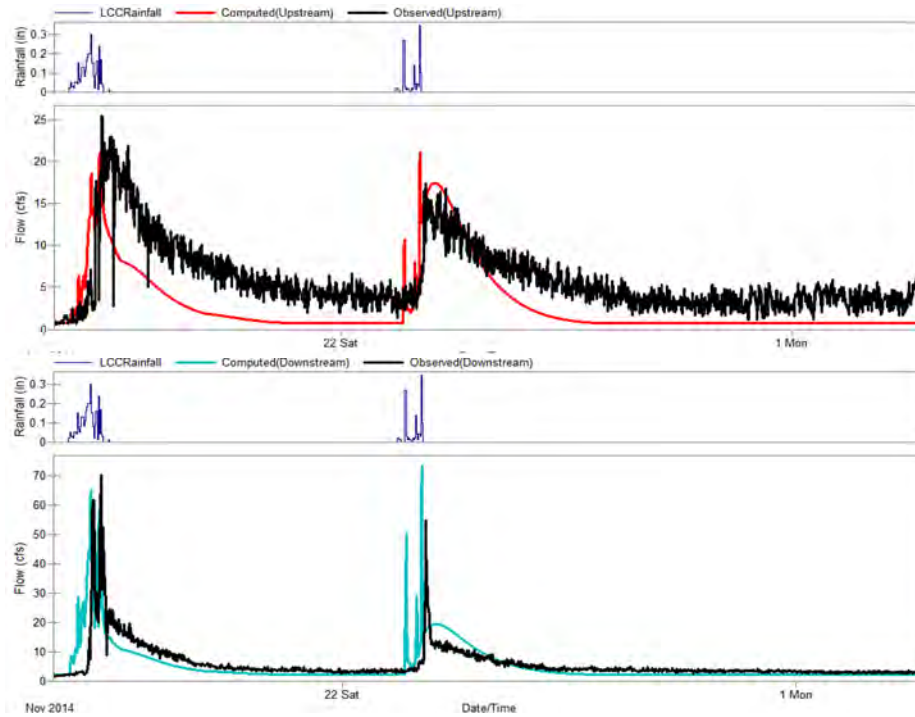 LCCRainfall Computed(Upstream) Observed(Upstream)
Rainfall (in)
0.3
0.2
0.1
0
Flow (cfs)
25
20
15
10
5
0
22 Sat 1 Mon
LCCRainfall Computed(Downstream) Observed(Downstream)
Rainfall (in)
0.3
0.2
0.1
0
Flow (cfs)
70
60
50
40
30
20
10
0
22 Sat 1 Mon
Nov 2014 Date/Time